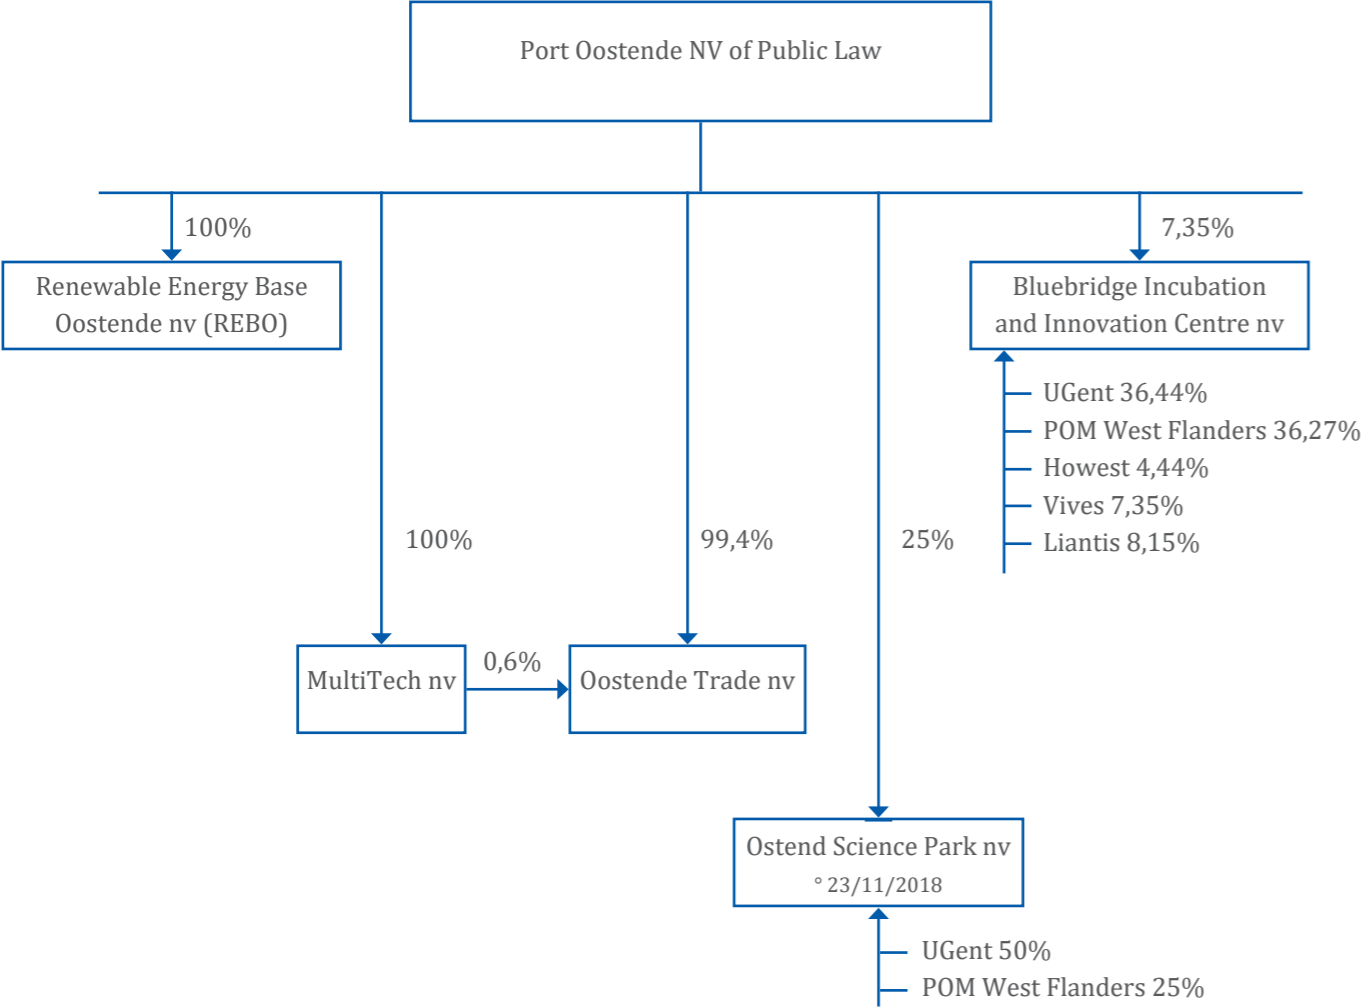 Port Oostende NV of Public Law
100%
7,35%
Renewable Energy Base
Oostende nv (REBO)
Bluebridge Incubation
and Innovation Centre nv
UGent 36,44%
POM West Flanders 36,27%
Howest 4,44%
Vives 7,35%
Liantis 8,15%
100%
99,4%
25%
MultiTech nv
0,6%
Oostende Trade nv
Ostend Science Park nv
° 23/11/2018
UGent 50%
POM West Flanders 25%